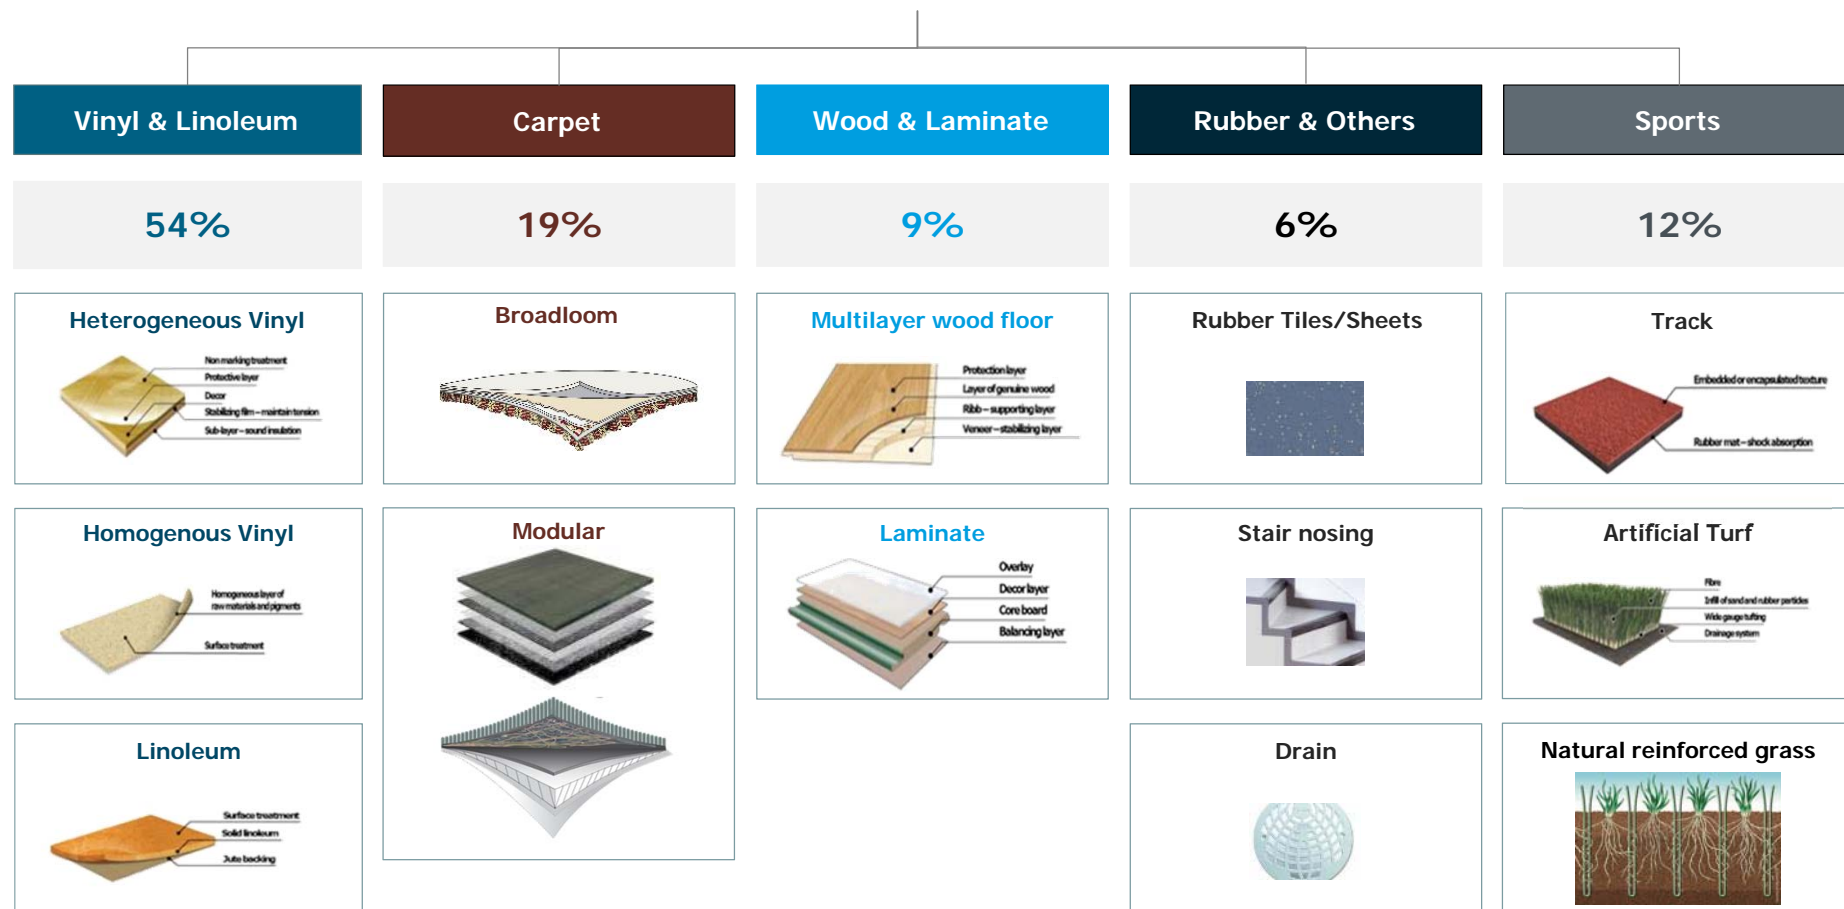 Vinyl & Linoleum
Carpet
Wood & Laminate
Rubber & Others
Sports
54%
19%
9%
6%
12%
Heterogeneous Vinyl
Non marking treatment
Protective layer
Decor
Stabilizing film – maintain tension
Sub-layer – sound insulation
Broadloom
Multilayer wood floor
Protection layer
Layer of genuine wood
Ribb – supporting layer
Veneer – stabilizing layer
Rubber Tiles/Sheets
Track
Embedded or encapsulated texture
Rubber mat – shock absorption
Homogenous Vinyl
Homogeneous layer of
raw materials and pigments
Surface treatment
Modular
Laminate
Overlay
Decor layer
Core board
Balancing layer
Stair nosing
Artificial Turf
Fibre
Infill of sand and rubber particles
Wide gauge tufting
Drainage system
Linoleum
Surface treatment
Solid linoleum
Jute backing
Drain
Natural reinforced grass